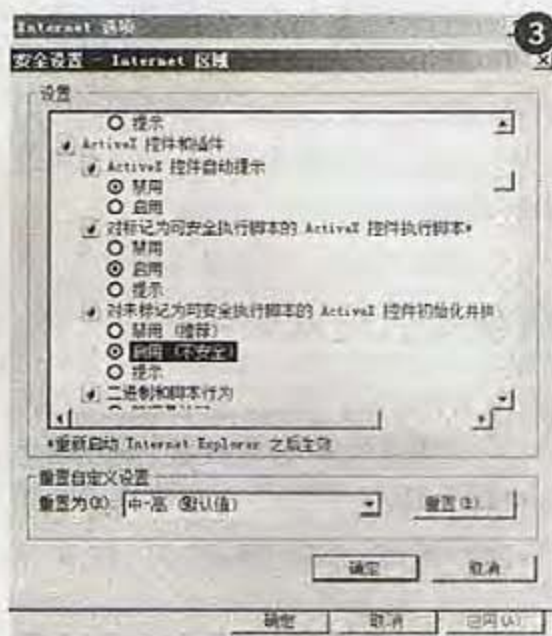 Internet 选项
3
安全设置 - Internet 区域
设置
提示
ActiveX 控件和插件
ActiveX 控件自动提示
禁用
启用
对标记为可安全执行脚本的 ActiveX 控件执行脚本*
禁用
启用
提示
对未标记为可安全执行脚本的 ActiveX 控件初始化并执
禁用 (推荐)
启用 (不安全)
提示
二进制和脚本行为
*重新启动 Internet Explorer 之后生效
重置自定义设置
重置为(R): 中-高 (默认值)
重置(E)...
确定
取消
确定
取消
应用(A)